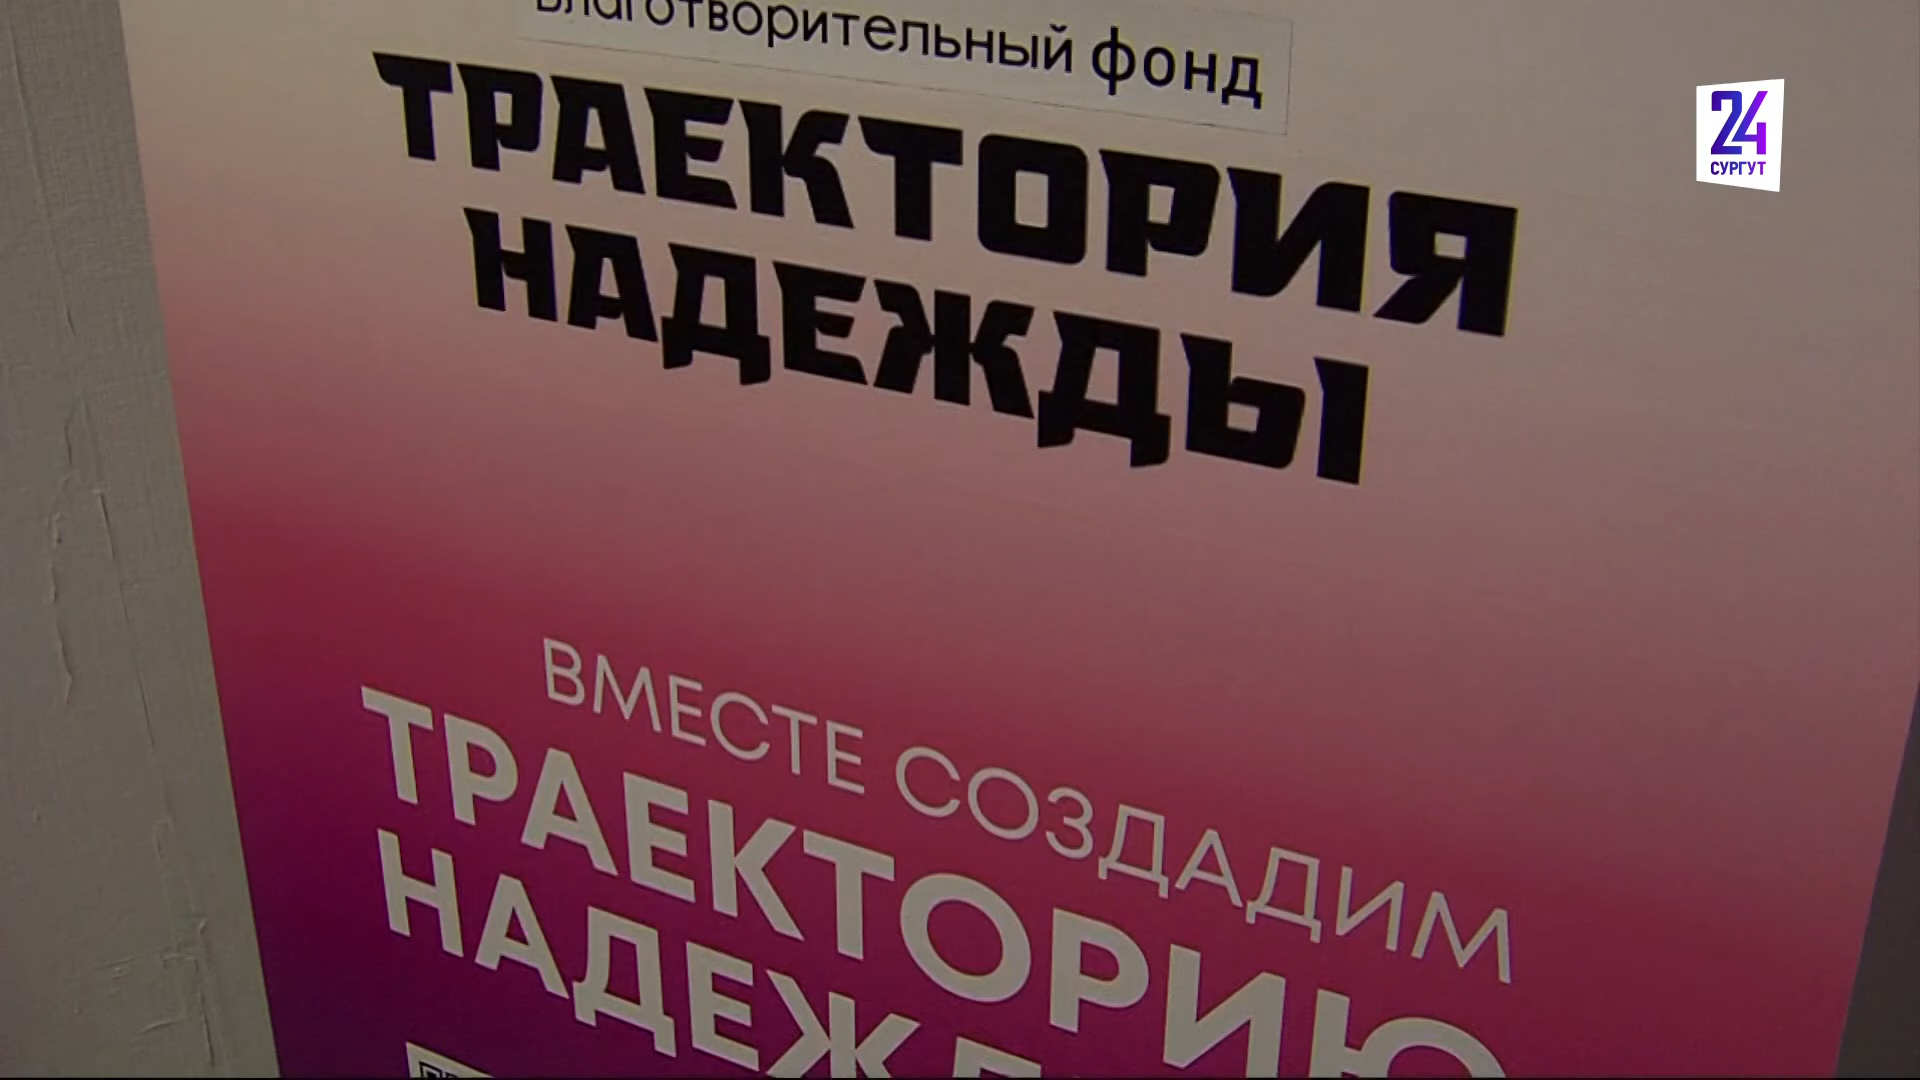 Благотворительный фонд
ТРАЕКТОРИЯ
НАДЕЖДЫ
24
СУРГУТ
ВМЕСТЕ СОЗДАДИМ
ТРАЕКТОРИЮ